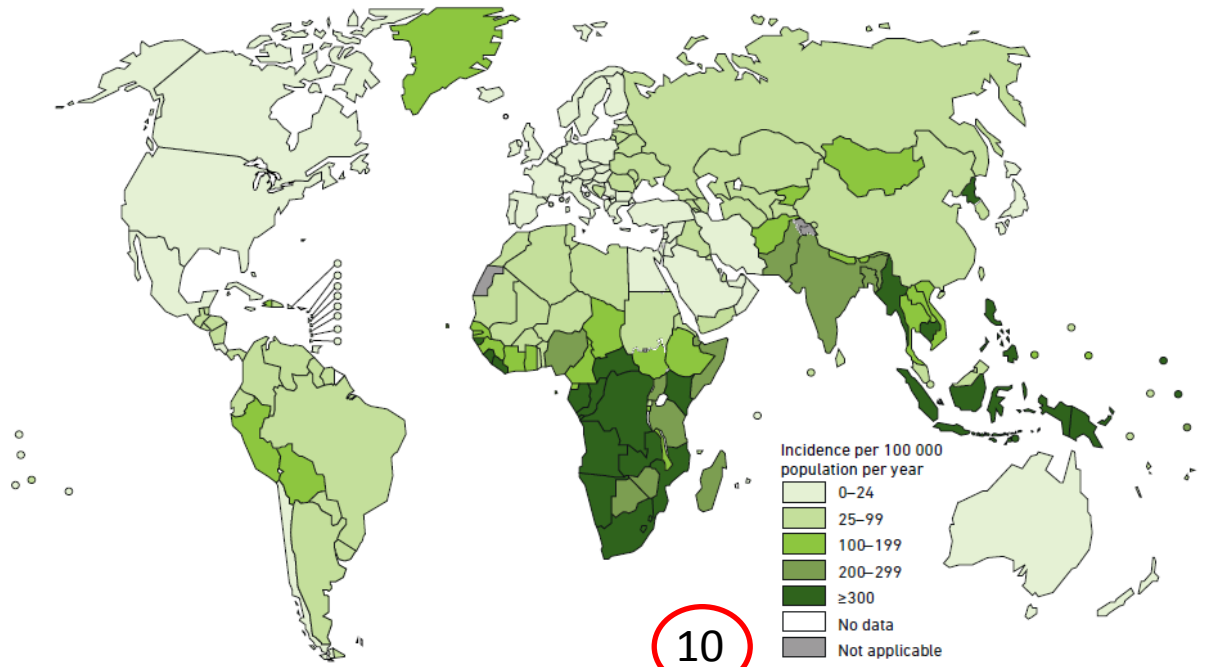 Incidence per 100 000
population per year
0–24
25–99
100–199
200–299
≥300
No data
Not applicable
10